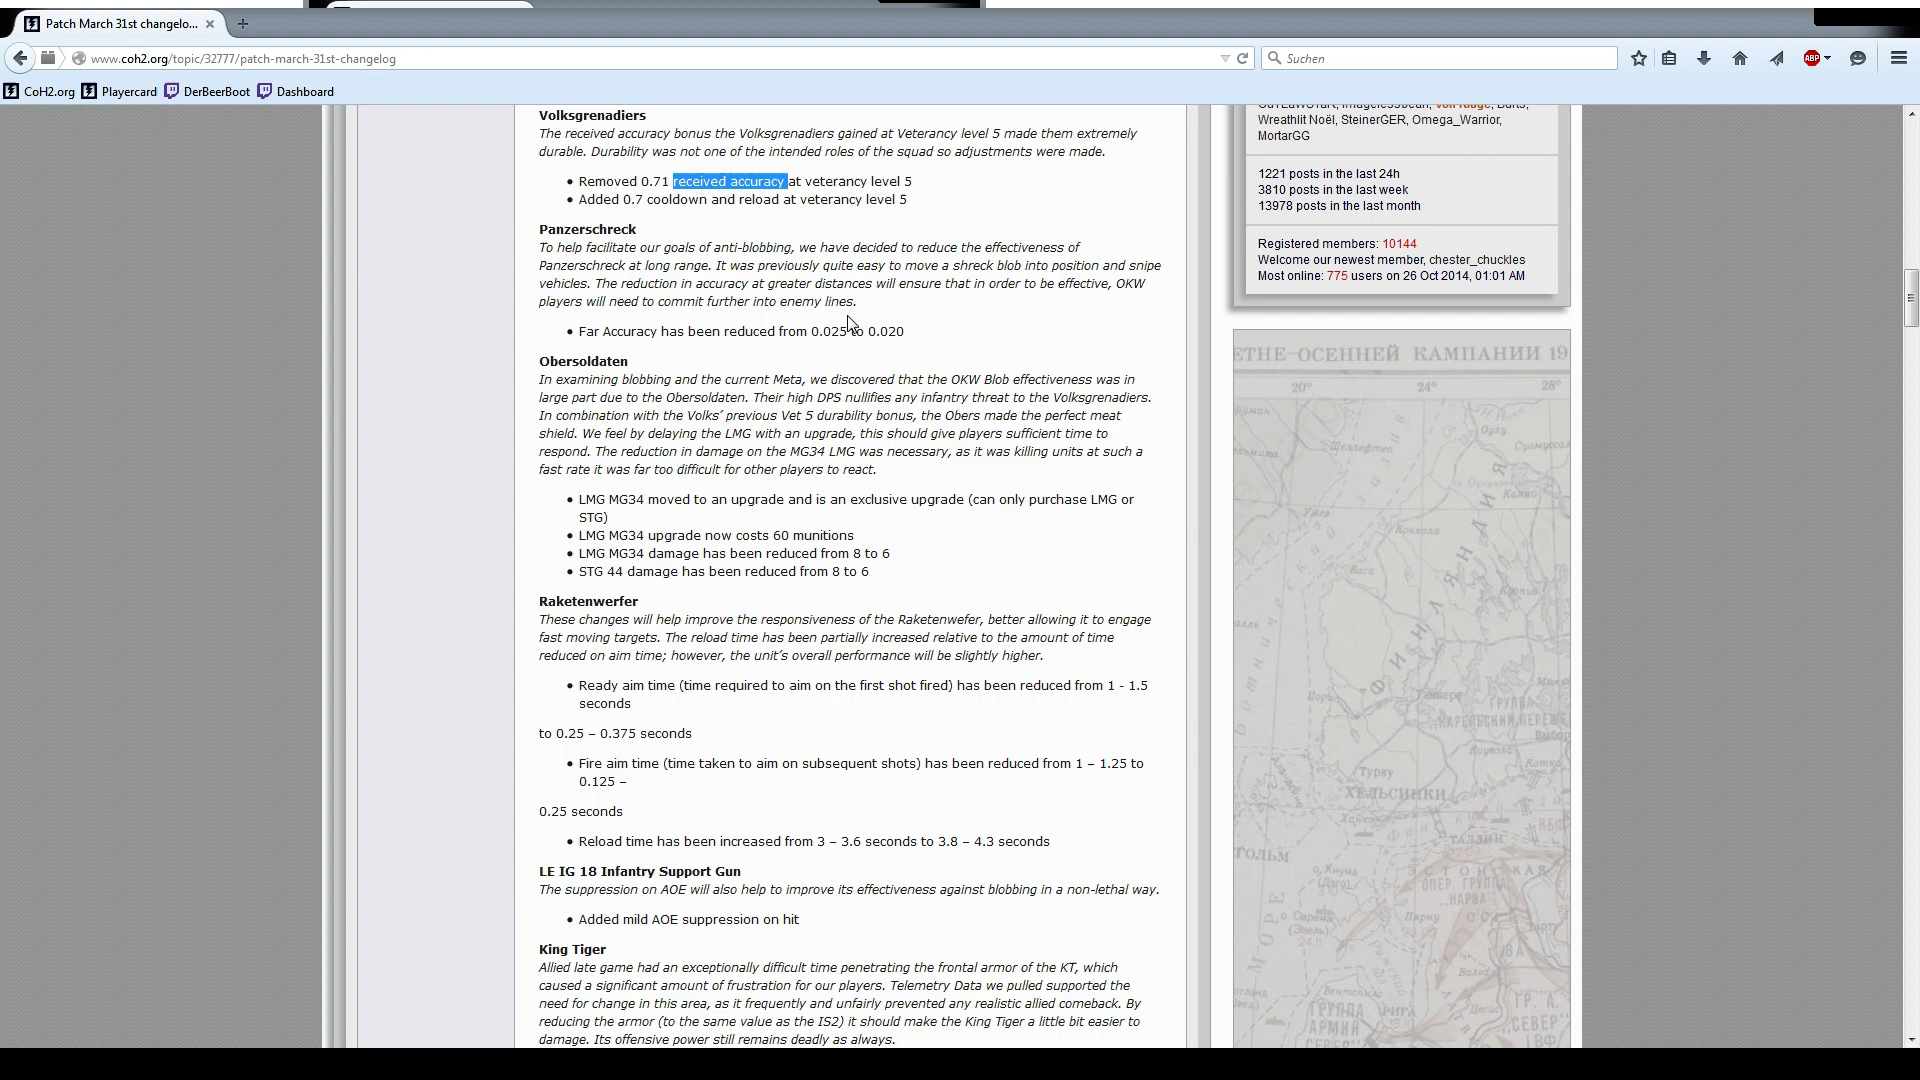 Patch March 31st changelo...
www.coh2.org/topic/32777/patch-march-31st-changelog
Suchen
ABP
CoH2.org Playercard DerBeerBoot Dashboard
Volksgrenadiers
The received accuracy bonus the Volksgrenadiers gained at Veterancy level 5 made them extremely
durable. Durability was not one of the intended roles of the squad so adjustments were made.
• Removed 0.71 received accuracy at veterancy level 5
• Added 0.7 cooldown and reload at veterancy level 5
Panzerschreck
To help facilitate our goals of anti-blobbing, we have decided to reduce the effectiveness of
Panzerschreck at long range. It was previously quite easy to move a shreck blob into position and snipe
vehicles. The reduction in accuracy at greater distances will ensure that in order to be effective, OKW
players will need to commit further into enemy lines.
• Far Accuracy has been reduced from 0.025 to 0.020
Obersoldaten
In examining blobbing and the current Meta, we discovered that the OKW Blob effectiveness was in
large part due to the Obersoldaten. Their high DPS nullifies any infantry threat to the Volksgrenadiers.
In combination with the Volks’ previous Vet 5 durability bonus, the Obers made the perfect meat
shield. We feel by delaying the LMG with an upgrade, this should give players sufficient time to
respond. The reduction in damage on the MG34 LMG was necessary, as it was killing units at such a
fast rate it was far too difficult for other players to react.
• LMG MG34 moved to an upgrade and is an exclusive upgrade (can only purchase LMG or
STG)
• LMG MG34 upgrade now costs 60 munitions
• LMG MG34 damage has been reduced from 8 to 6
• STG 44 damage has been reduced from 8 to 6
Raketenwerfer
These changes will help improve the responsiveness of the Raketenwefer, better allowing it to engage
fast moving targets. The reload time has been partially increased relative to the amount of time
reduced on aim time; however, the unit’s overall performance will be slightly higher.
• Ready aim time (time required to aim on the first shot fired) has been reduced from 1 - 1.5
seconds
to 0.25 – 0.375 seconds
• Fire aim time (time taken to aim on subsequent shots) has been reduced from 1 – 1.25 to
0.125 –
0.25 seconds
• Reload time has been increased from 3 – 3.6 seconds to 3.8 – 4.3 seconds
LE IG 18 Infantry Support Gun
The suppression on AOE will also help to improve its effectiveness against blobbing in a non-lethal way.
• Added mild AOE suppression on hit
King Tiger
Allied late game had an exceptionally difficult time penetrating the frontal armor of the KT, which
caused a significant amount of frustration for our players. Telemetry Data we pulled supported the
need for change in this area, as it frequently and unfairly prevented any realistic allied comeback. By
reducing the armor (to the same value as the IS2) it should make the King Tiger a little bit easier to
damage. Its offensive power still remains deadly as always.
Wreathlit Noël, SteinerGER, Omega_Warrior,
MortarGG
1221 posts in the last 24h
3810 posts in the last week
13978 posts in the last month
Registered members: 10144
Welcome our newest member, chester_chuckles
Most online: 775 users on 26 Oct 2014, 01:01 AM
ЕТНЕ-ОСЕННЕЙ КАМПАНИИ 19
20° 24° 28°
ФИНЛЯНДИЯ
Турку
ХЕЛЬСИНКИ
ТАЛЛИН
ЭСТОНСКАЯ
ОПЕР. ГРУППА
"НАРВА"
МОРЕ
РИГА
ГРУППА
АРМИЙ
"СЕВЕР"
ГР. А.
"СЕВЕР"